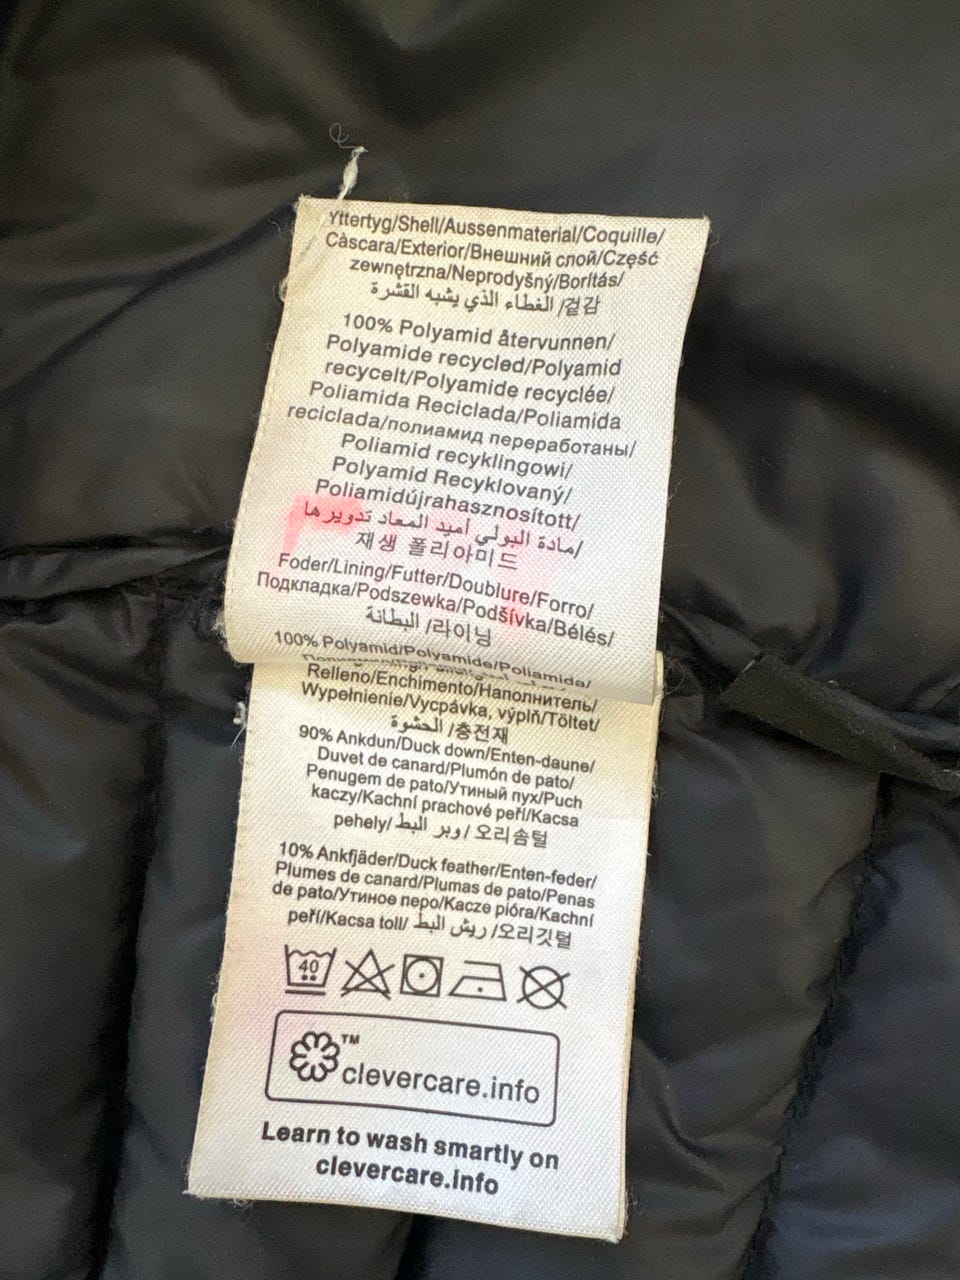 Yttertyg/Shell/Aussenmaterial/Coquille/
Càscara/Exterior/Внешний слой/Część
zewnętrzna/Neprodyšný/Borítás/
الغطاء الذي يشبه القشرة /겉감
100% Polyamid återvunnen/
Polyamide recycled/Polyamid
recycelt/Polyamide recyclée/
Poliamida Reciclada/Poliamida
reciclada/полиамид переработаны/
Poliamid recyklingowi/
Polyamid Recyklovaný/
Poliamidújrahasznosított/
مادة البولي أميد المعاد تدويرها/
재생 폴리아미드
Foder/Lining/Futter/Doublure/Forro/
Подкладка/Podszewka/Podšívka/Bélés/
البطانة /라이닝
100% Polyamid/Polyamide/Poliamida/
Relleno/Enchimento/Наполнитель/
Wypełnienie/Vycpávka, výplň/Töltet/
الحشوة /충전재
90% Ankdun/Duck down/Enten-daune/
Duvet de canard/Plumón de pato/
Penugem de pato/Утиный пух/Puch
kaczy/Kachní prachové peří/Kacsa
pehely/وبر البط /오리솜털
10% Ankfjäder/Duck feather/Enten-feder/
Plumes de canard/Plumas de pato/Penas
de pato/Утиное перо/Kacze pióra/Kachní
peří/Kacsa toll/ ريش البط /오리깃털
40
TM
clevercare.info
Learn to wash smartly on
clevercare.info